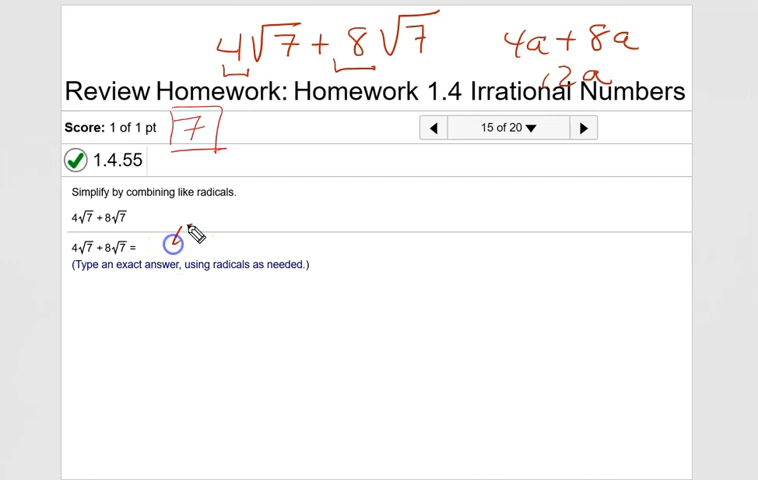 4√7 + 8√7 4a + 8a
12a
Review Homework: Homework 1.4 Irrational Numbers
Score: 1 of 1 pt 7 15 of 20
1.4.55
Simplify by combining like radicals.
4√7 + 8√7
4√7 + 8√7 =
(Type an exact answer, using radicals as needed.)